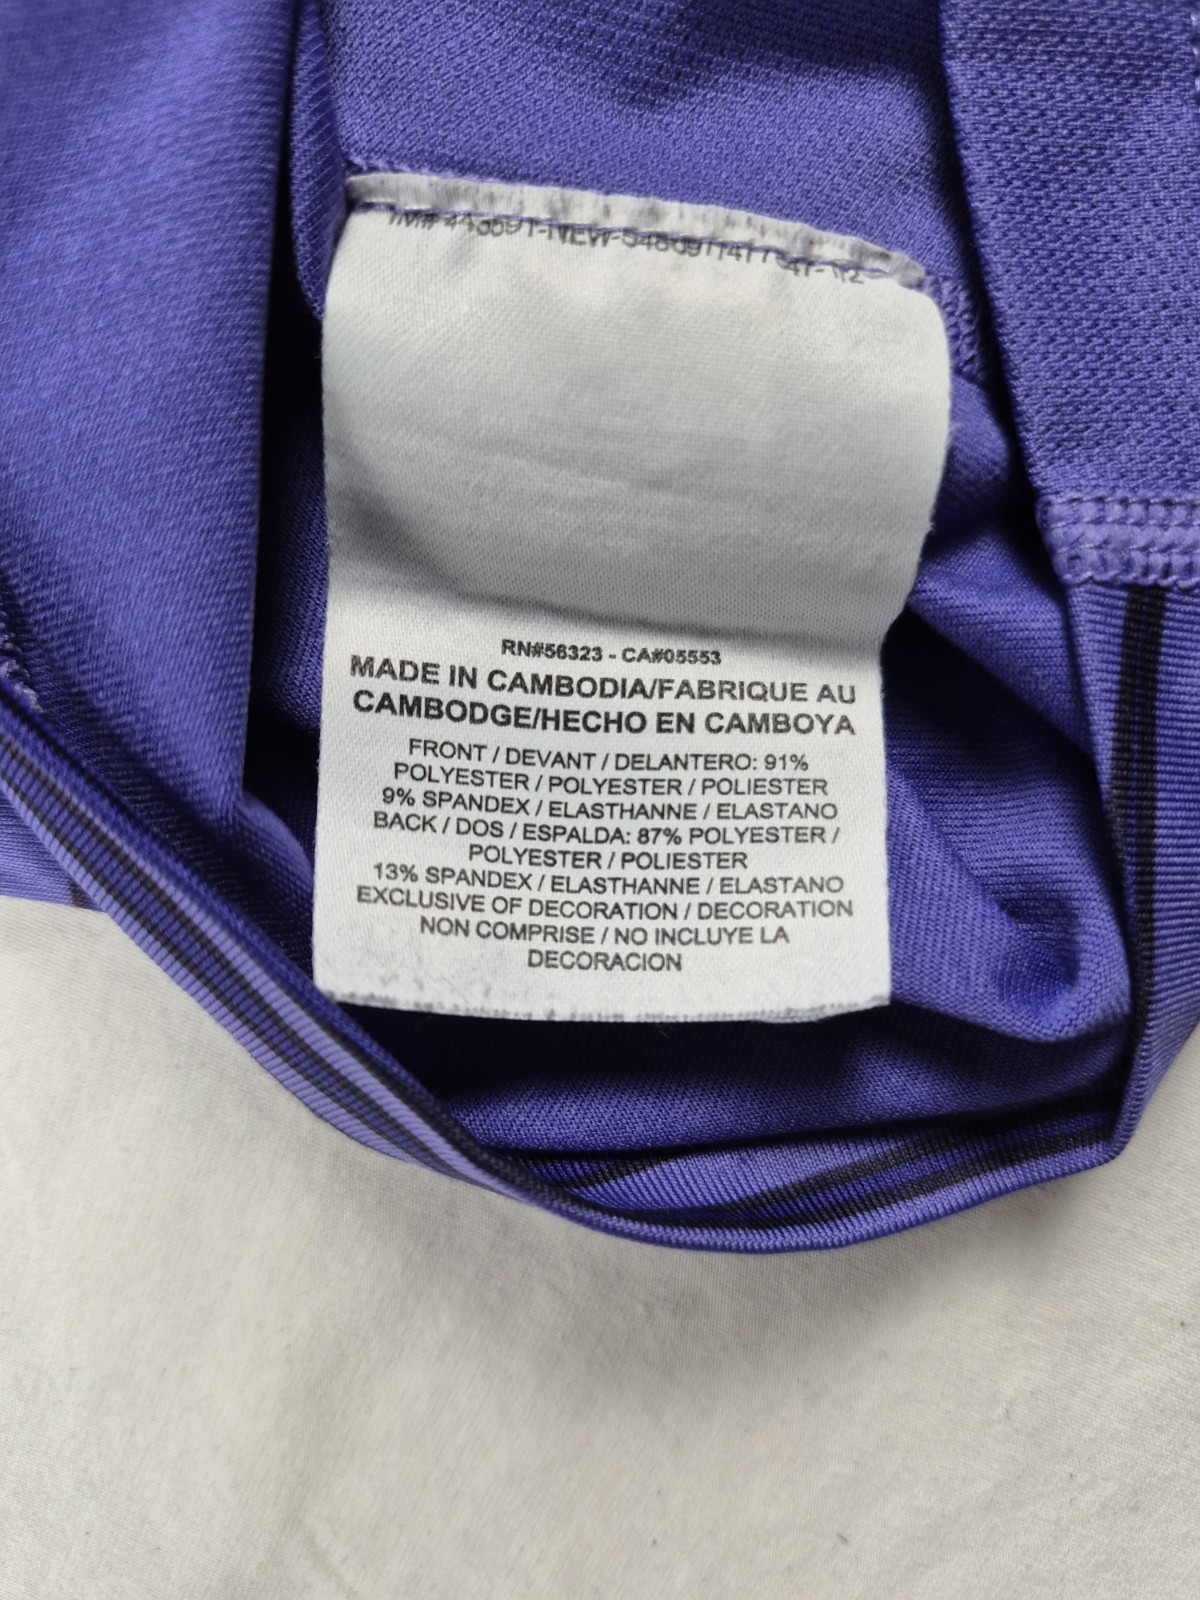 RN#56323 - CA#05553
MADE IN CAMBODIA/FABRIQUE AU
CAMBODGE/HECHO EN CAMBOYA
FRONT / DEVANT / DELANTERO: 91%
POLYESTER / POLYESTER / POLIESTER
9% SPANDEX / ELASTHANNE / ELASTANO
BACK / DOS / ESPALDA: 87% POLYESTER /
POLYESTER / POLIESTER
13% SPANDEX / ELASTHANNE / ELASTANO
EXCLUSIVE OF DECORATION / DECORATION
NON COMPRISE / NO INCLUYE LA
DECORACION